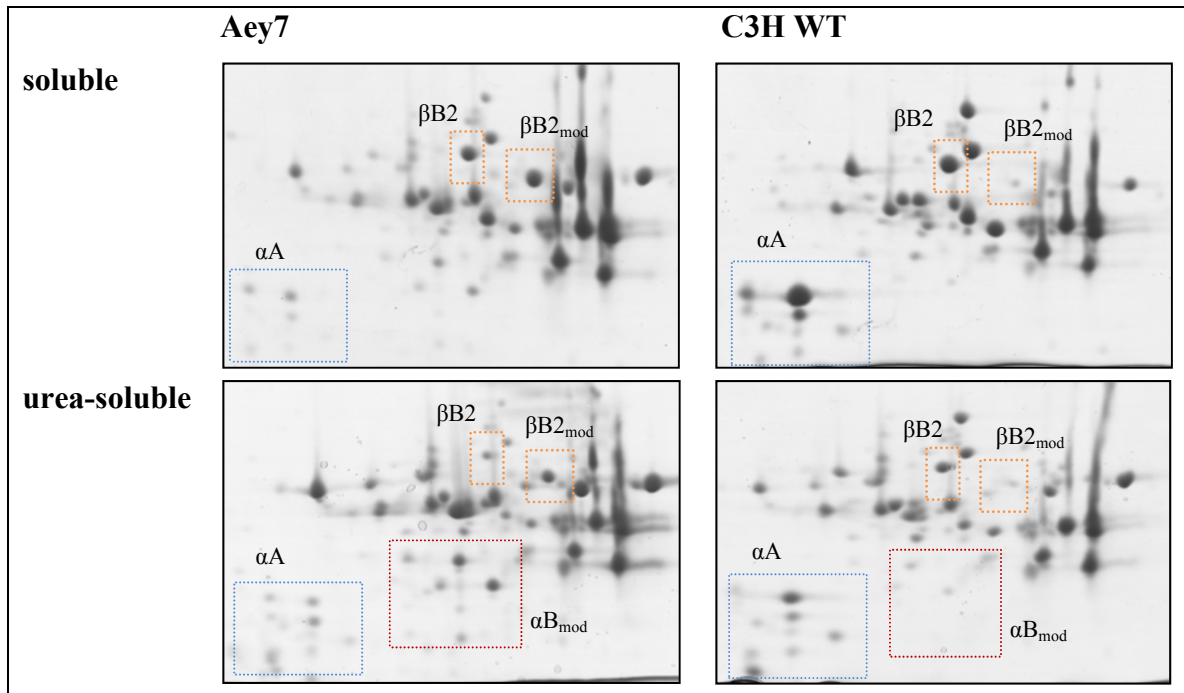 Aey7 C3H WT
soluble
βB2 βB2mod βB2 βB2mod
αA αA
urea-soluble
βB2 βB2mod βB2 βB2mod
αA αA
αBmod αBmod